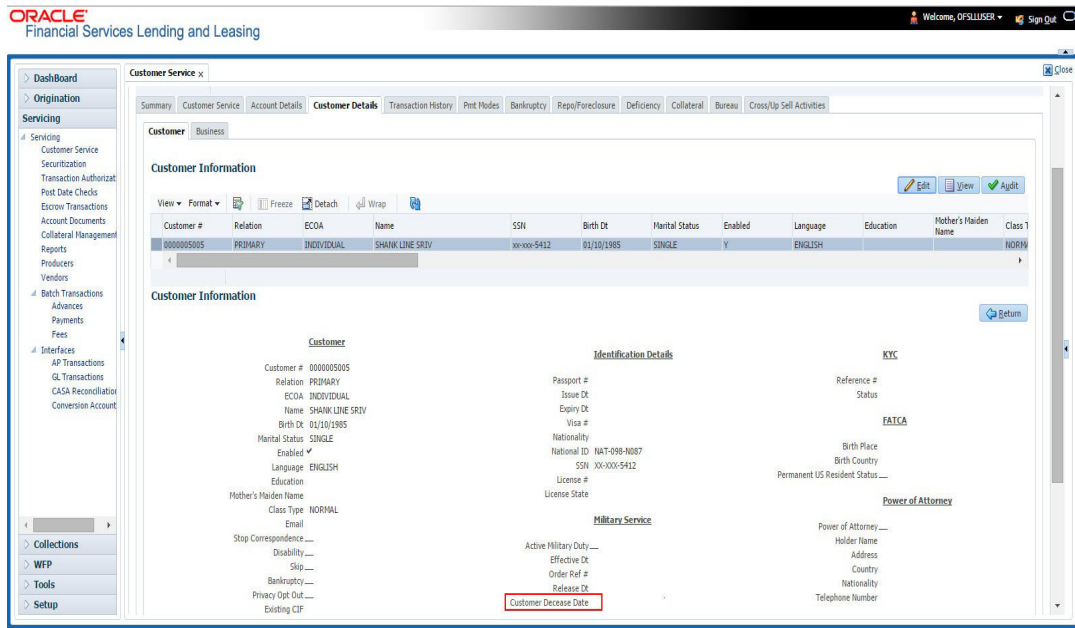 ORACLE
Financial Services Lending and Leasing
Welcome, OFSLLUSER
Sign Out
Close
DashBoard
Origination
Servicing
Servicing
Customer Service
Securitization
Transaction Authorizat
Post Date Checks
Escrow Transactions
Account Documents
Collateral Management
Reports
Producers
Vendors
Batch Transactions
Advances
Payments
Fees
Interfaces
AP Transactions
GL Transactions
CASA Reconciliation
Conversion Account
Collections
WFP
Tools
Setup
Customer Service x
Summary Customer Service Account Details Customer Details Transaction History Pmt Modes Bankruptcy Repo/Foreclosure Deficiency Collateral Bureau Cross/Up Sell Activities
Customer Business
Customer Information
Edit View Audit
View Format Freeze Detach Wrap
Customer # Relation ECOA Name SSN Birth Dt Marital Status Enabled Language Education Mother's Maiden Name Class T
0000005005 PRIMARY INDIVIDUAL SHANK LINE SRIV xx-xxx-5412 01/10/1985 SINGLE Y ENGLISH NORMA
Customer Information
Return
Customer
Customer # 0000005005
Relation PRIMARY
ECOA INDIVIDUAL
Name SHANK LINE SRIV
Birth Dt 01/10/1985
Marital Status SINGLE
Enabled ✔
Language ENGLISH
Education
Mother's Maiden Name
Class Type NORMAL
Email
Stop Correspondence
Disability
Skip
Bankruptcy
Privacy Opt Out
Existing CIF
Identification Details
Passport #
Issue Dt
Expiry Dt
Visa #
Nationality
National ID NAT-098-N087
SSN XX-XXX-5412
License #
License State
Military Service
Active Military Duty
Effective Dt
Order Ref #
Release Dt
Customer Decease Date
KYC
Reference #
Status
FATCA
Birth Place
Birth Country
Permanent US Resident Status
Power of Attorney
Power of Attorney
Holder Name
Address
Country
Nationality
Telephone Number